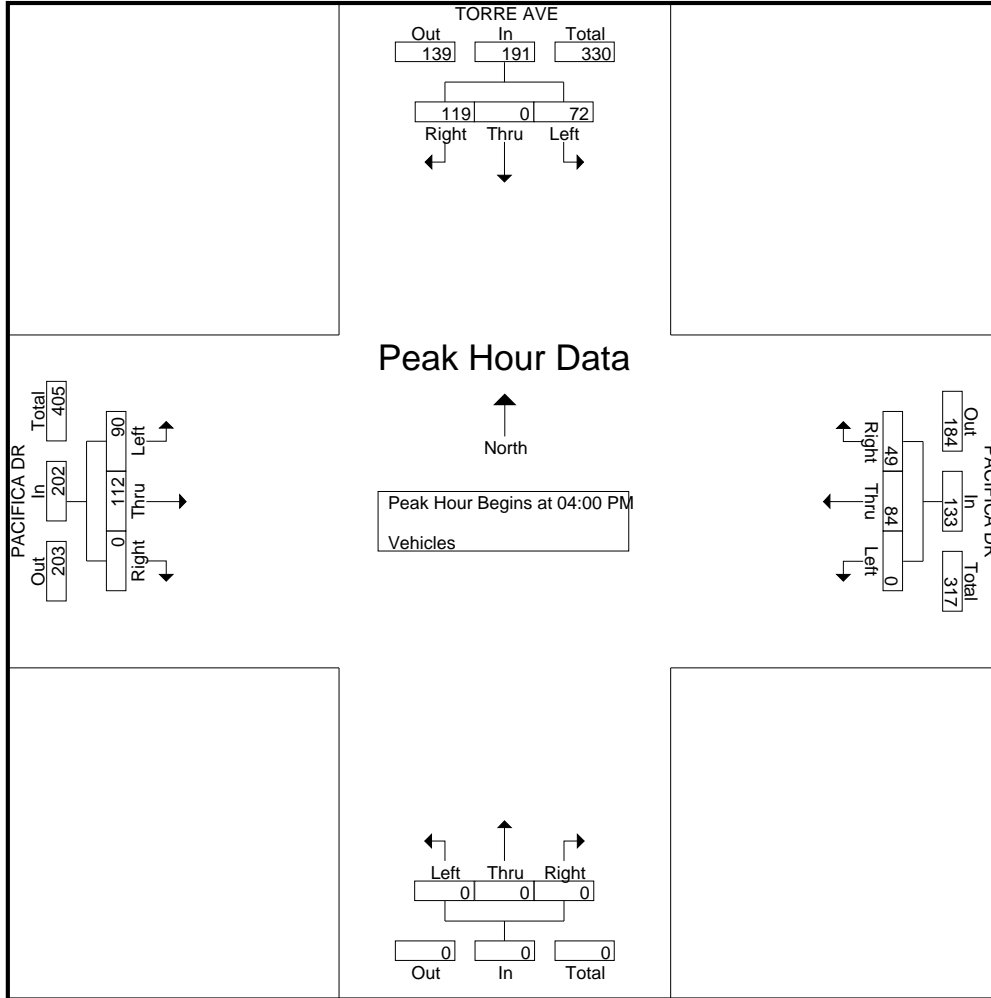 TORRE AVE
Out In Total
139 191 330
119 0 72
Right Thru Left
Peak Hour Data
North
Peak Hour Begins at 04:00 PM
Vehicles
PACIFICA DR
Total In Out
405 202 203
90 112 0
Left Thru Right
PACIFICA DR
Out In Total
184 133 317
49 84 0
Right Thru Left
Left Thru Right
0 0 0
0 0 0
Out In Total